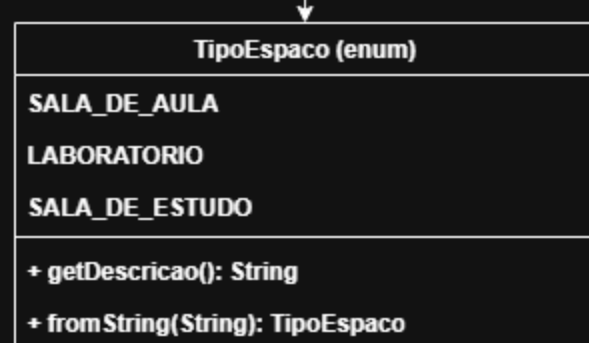 TipoEspaco (enum)
SALA_DE_AULA
LABORATORIO
SALA_DE_ESTUDO
+ getDescricao(): String
+ fromString(String): TipoEspaco